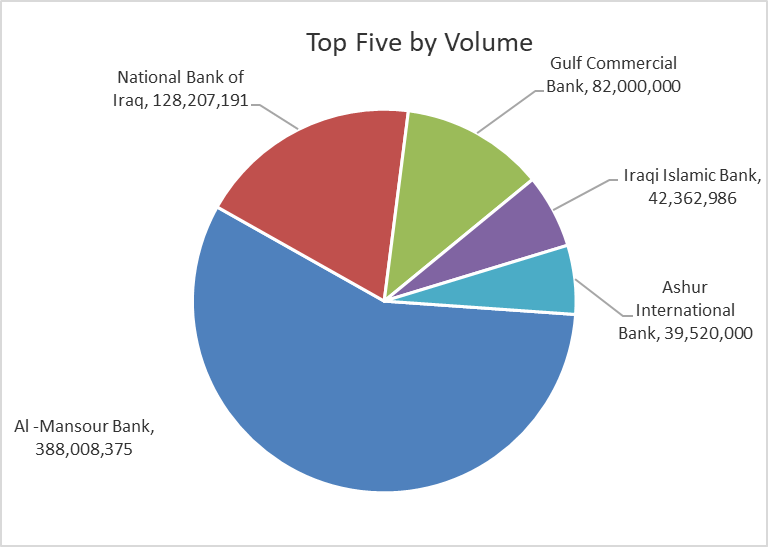 Top Five by Volume
National Bank of
Iraq, 128,207,191
Gulf Commercial
Bank, 82,000,000
Iraqi Islamic Bank,
42,362,986
Ashur
International
Bank, 39,520,000
Al -Mansour Bank,
388,008,375